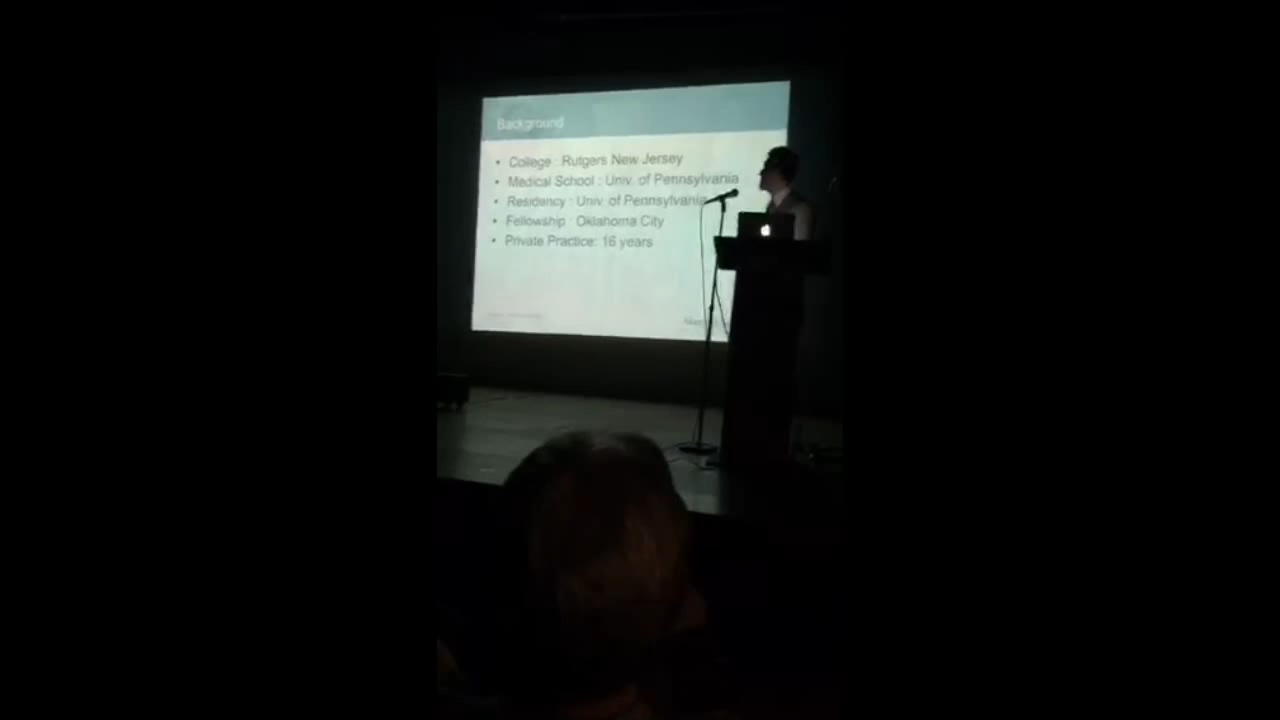 Background
• College : Rutgers New Jersey
• Medical School : Univ. of Pennsylvania
• Residency : Univ. of Pennsylvania
• Fellowship : Oklahoma City
• Private Practice: 16 years